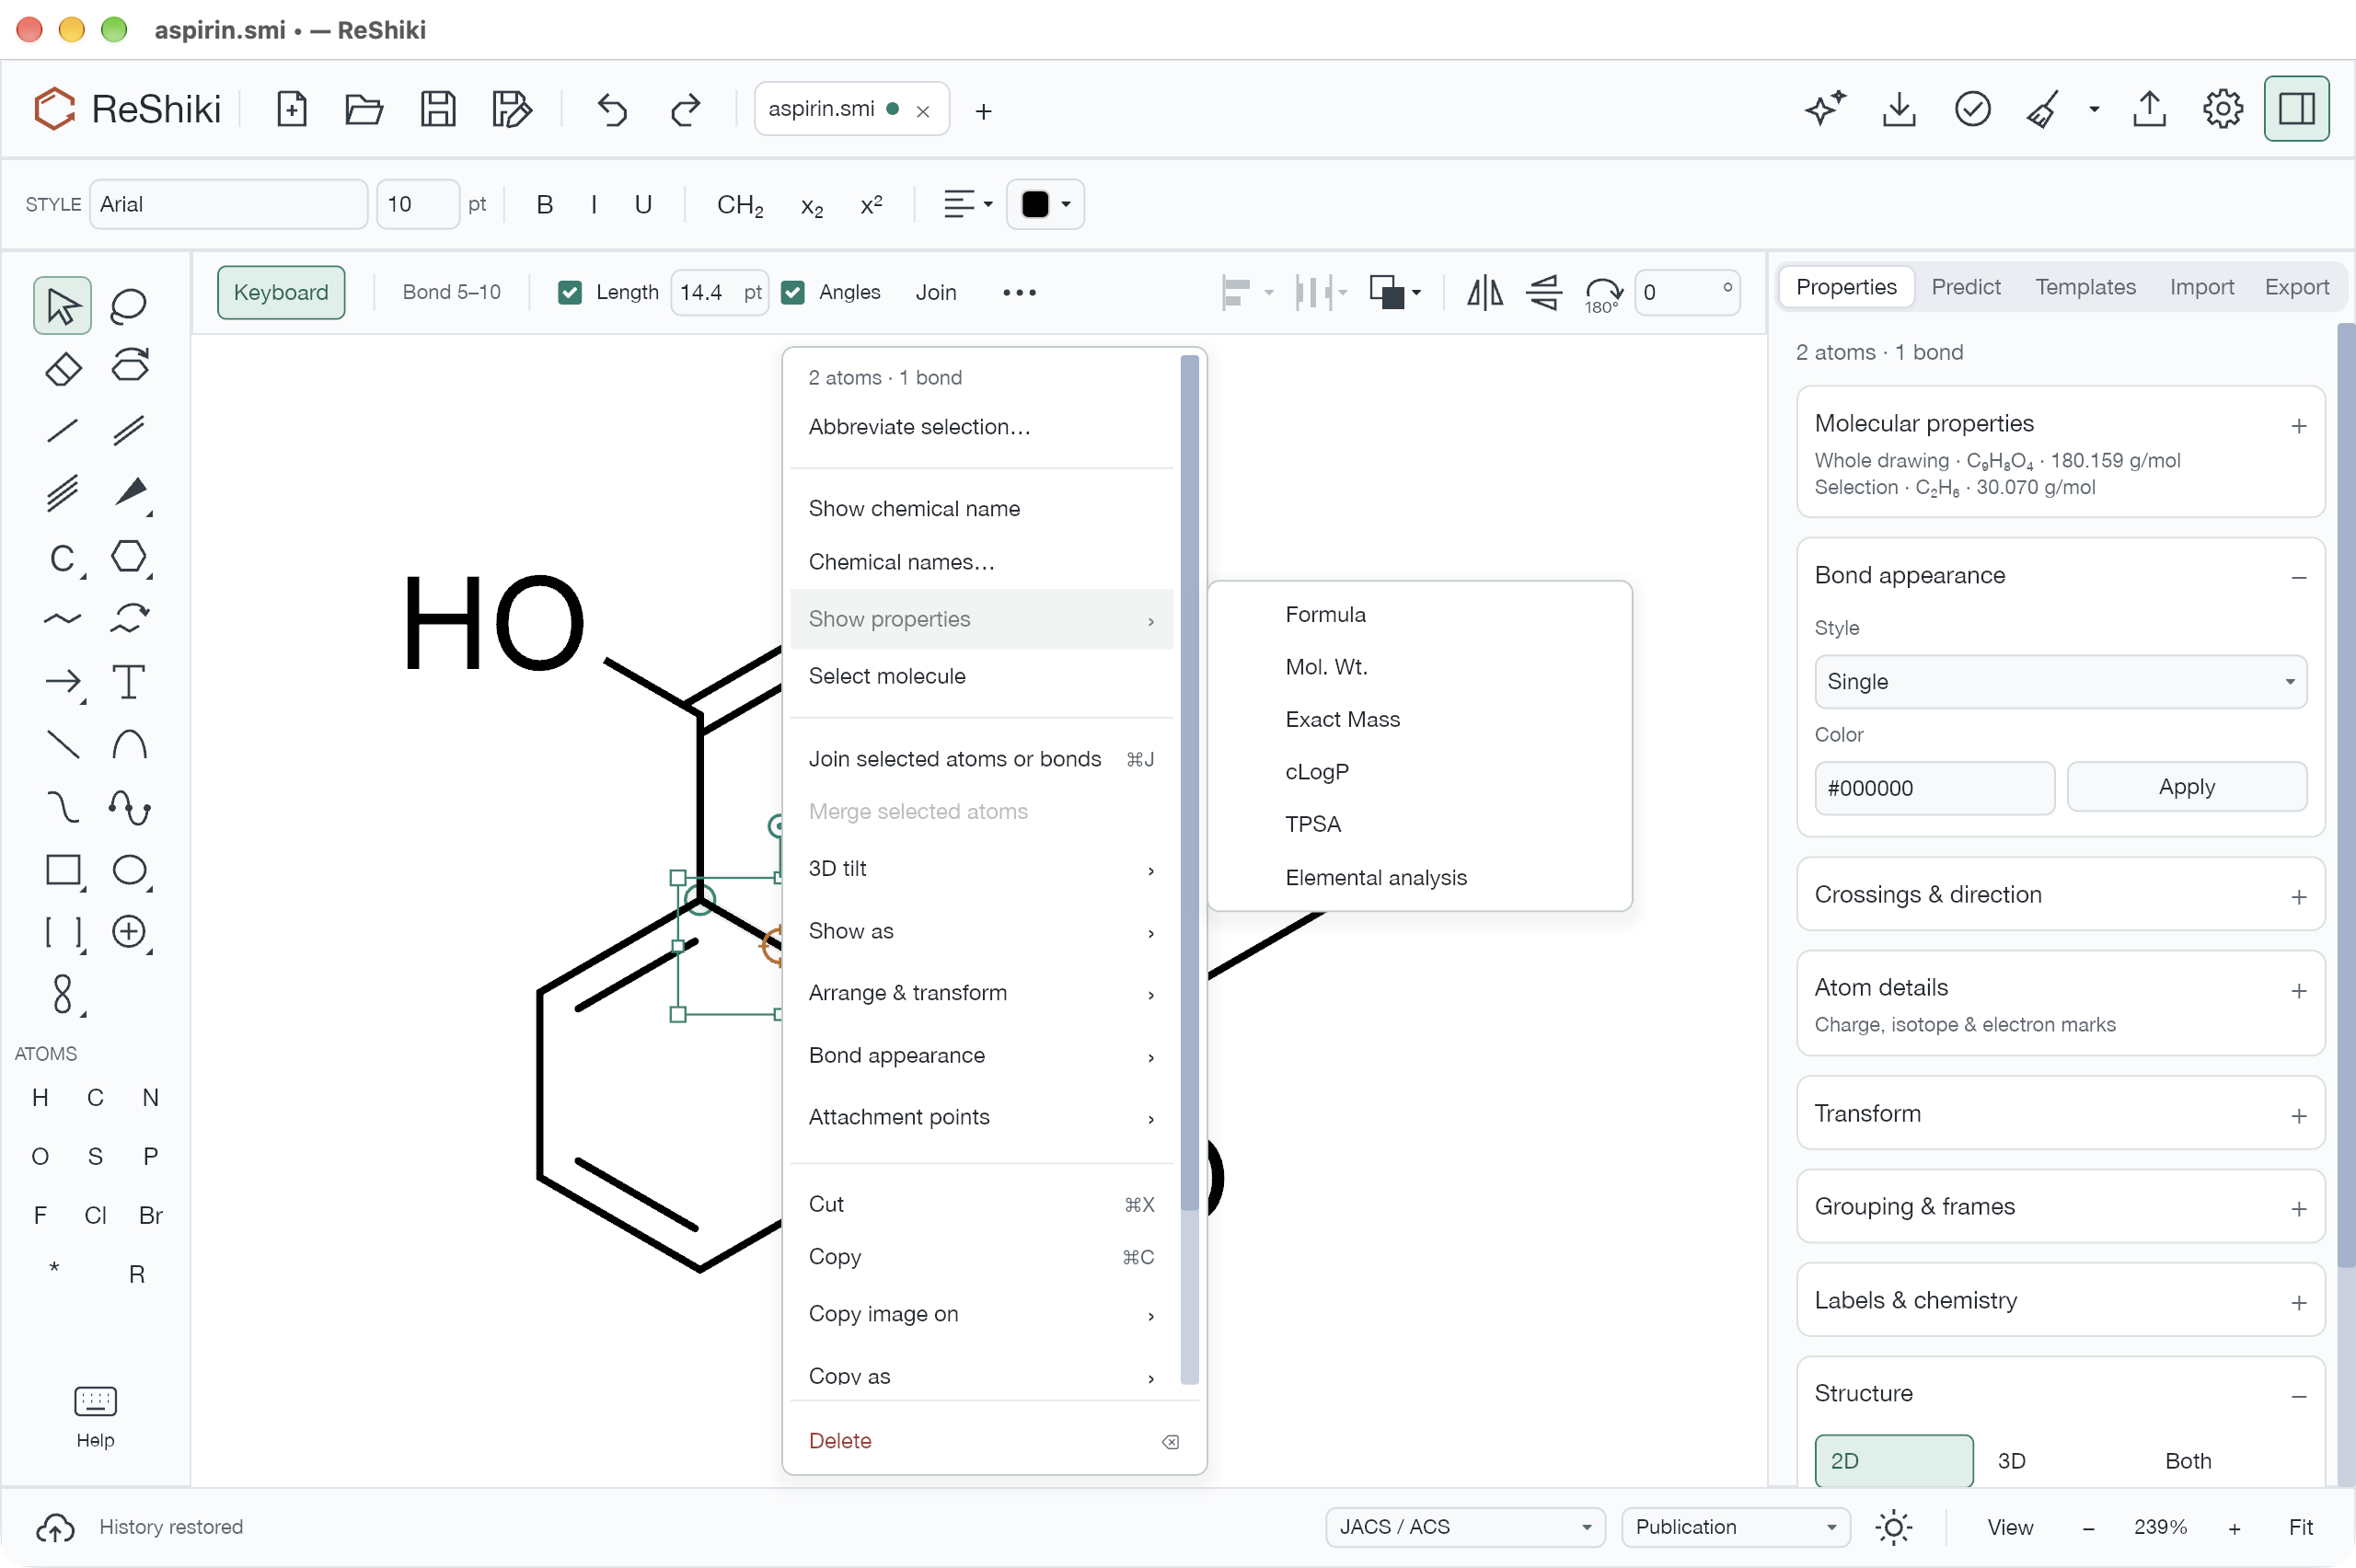 aspirin.smi • — ReShiki
ReShiki
aspirin.smi ● ×
+
STYLE Arial 10 pt B I U CH₂ x₂ x²
Keyboard Bond 5–10 Length 14.4 pt Angles Join •••
180° 0 °
Properties Predict Templates Import Export
C
T
[ ]
ATOMS
H C N
O S P
F Cl Br
* R
Help
HO
2 atoms · 1 bond
Abbreviate selection…
Show chemical name
Chemical names…
Show properties ›
Select molecule
Join selected atoms or bonds ⌘J
Merge selected atoms
3D tilt ›
Show as ›
Arrange & transform ›
Bond appearance ›
Attachment points ›
Cut ⌘X
Copy ⌘C
Copy image on ›
Copy as ›
Delete ⌫
Formula
Mol. Wt.
Exact Mass
cLogP
TPSA
Elemental analysis
2 atoms · 1 bond
Molecular properties +
Whole drawing · C₉H₈O₄ · 180.159 g/mol
Selection · C₂H₆ · 30.070 g/mol
Bond appearance –
Style
Single
Color
#000000 Apply
Crossings & direction +
Atom details +
Charge, isotope & electron marks
Transform +
Grouping & frames +
Labels & chemistry +
Structure –
2D 3D Both
History restored
JACS / ACS Publication View – 239% + Fit